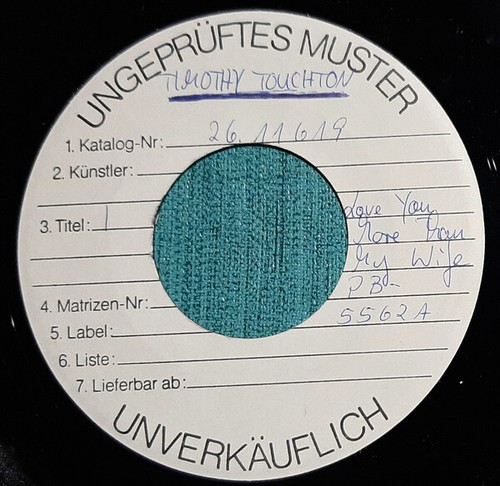 UNGEPRÜFTES MUSTER
TIMOTHY TOUCHTON
1. Katalog-Nr: 26.11619
2. Künstler:
3. Titel: I Love You
More Than
My Wife
4. Matrizen-Nr: PB-
5562A
5. Label:
6. Liste:
7. Lieferbar ab:
UNVERKÄUFLICH